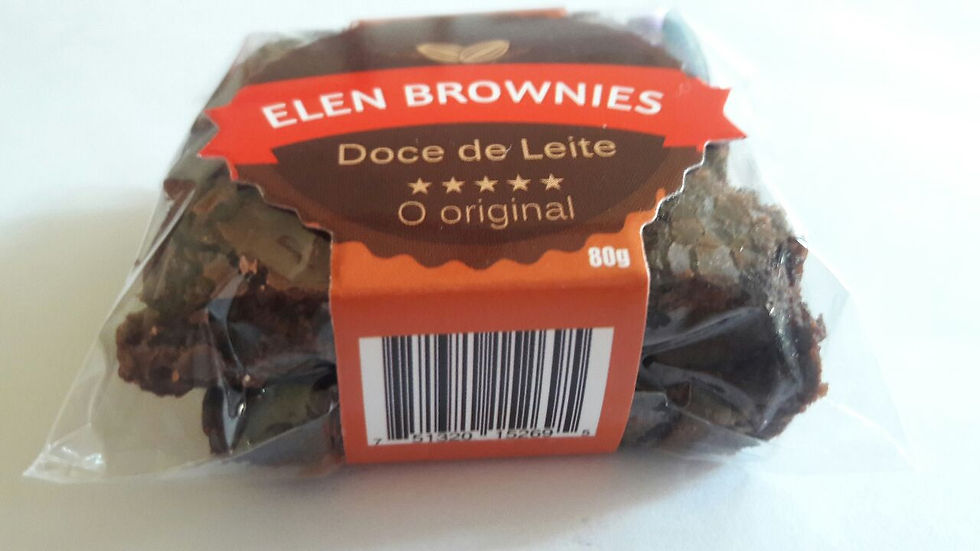 ELEN BROWNIES
Doce de Leite
O original
80g
7 51320 15269 5